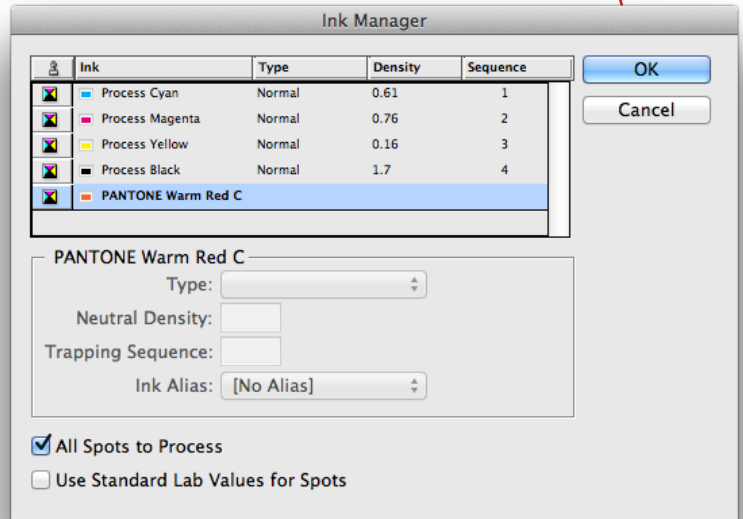 Ink Manager
Ink Type Density Sequence
Process Cyan Normal 0.61 1
Process Magenta Normal 0.76 2
Process Yellow Normal 0.16 3
Process Black Normal 1.7 4
PANTONE Warm Red C
OK
Cancel
PANTONE Warm Red C
Type:
Neutral Density:
Trapping Sequence:
Ink Alias: [No Alias]
All Spots to Process
Use Standard Lab Values for Spots